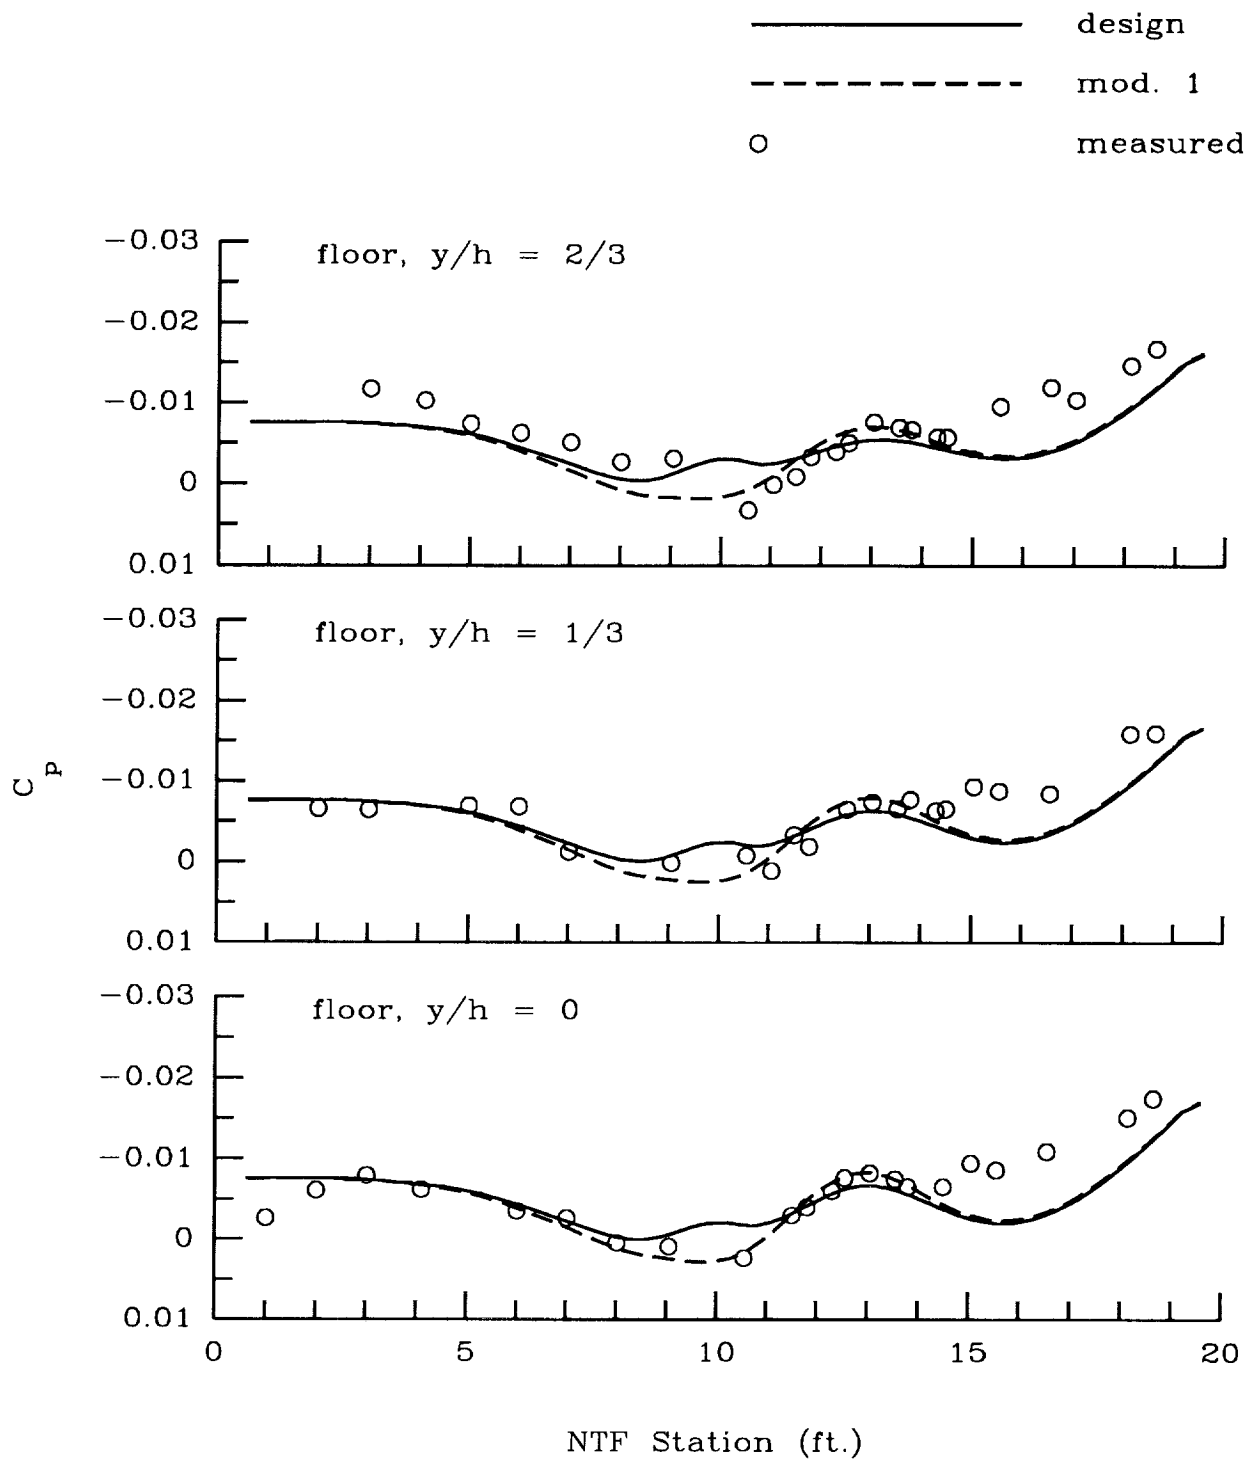 design
mod. 1
measured
floor, y/h = 2/3
−0.03
−0.02
−0.01
0
0.01
floor, y/h = 1/3
−0.03
−0.02
−0.01
0
0.01
C_p
floor, y/h = 0
−0.03
−0.02
−0.01
0
0.01
0 5 10 15 20
NTF Station (ft.)